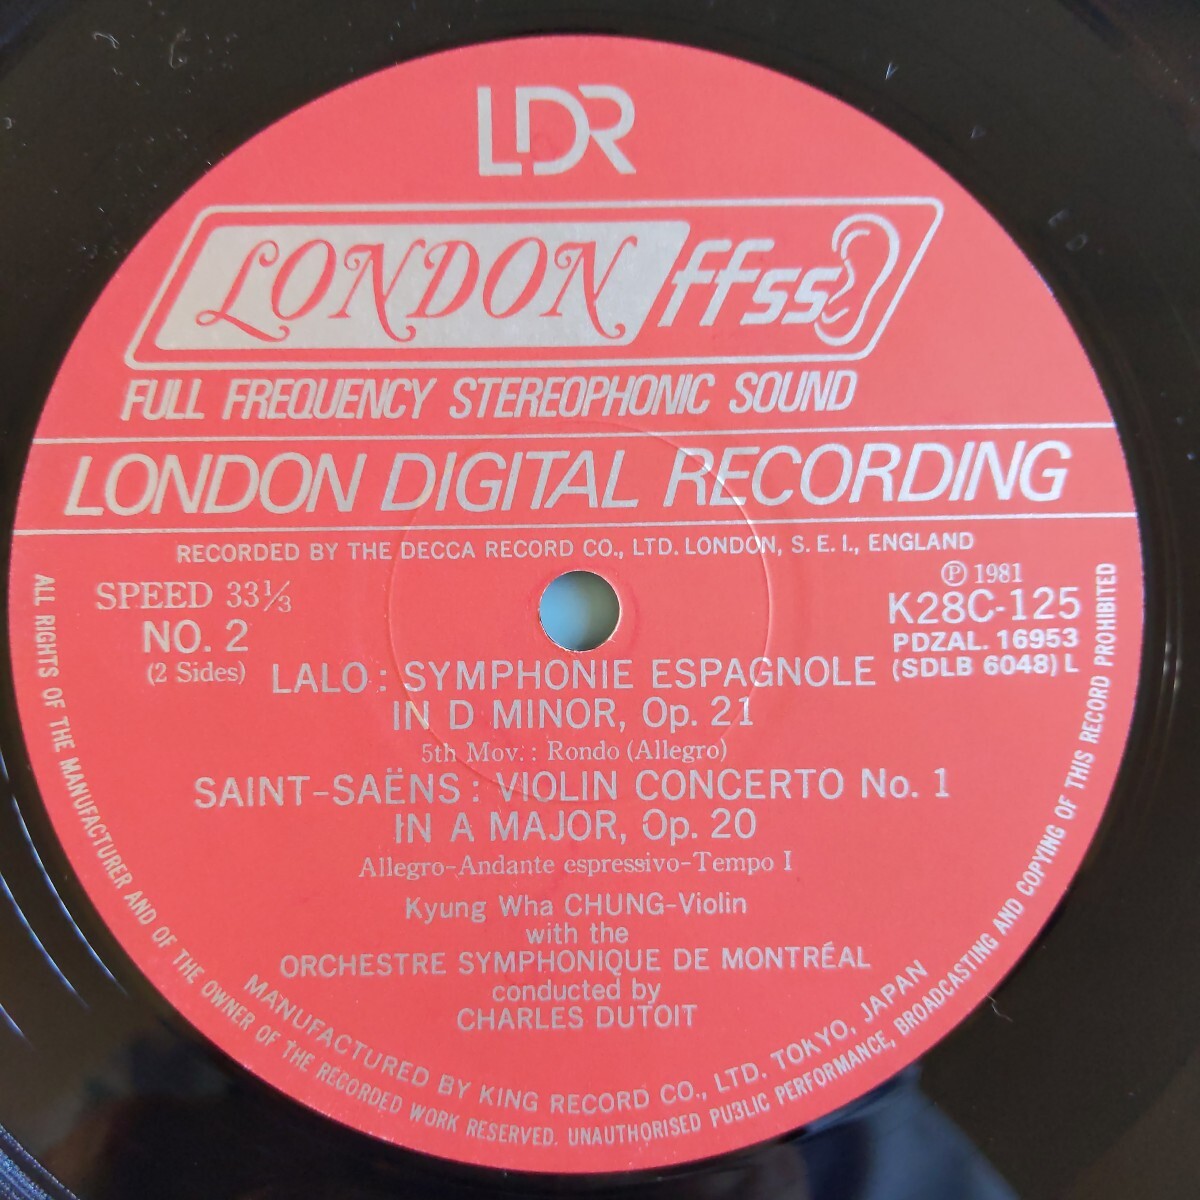 LDR
LONDON ffss
FULL FREQUENCY STEREOPHONIC SOUND
LONDON DIGITAL RECORDING
RECORDED BY THE DECCA RECORD CO., LTD. LONDON, S. E. I., ENGLAND
SPEED 33⅓
NO. 2
(2 Sides)
Ⓟ 1981
K28C-125
PDZAL. 16953
(SDLB 6048) L
LALO : SYMPHONIE ESPAGNOLE
IN D MINOR, Op. 21
5th Mov. : Rondo (Allegro)
SAINT-SAËNS : VIOLIN CONCERTO No. 1
IN A MAJOR, Op. 20
Allegro-Andante espressivo-Tempo I
Kyung Wha CHUNG-Violin
with the
ORCHESTRE SYMPHONIQUE DE MONTRÉAL
conducted by
CHARLES DUTOIT
MANUFACTURED BY KING RECORD CO., LTD. TOKYO, JAPAN
ALL RIGHTS OF THE MANUFACTURER AND OF THE OWNER OF THE RECORDED WORK RESERVED. UNAUTHORISED PU3LIC PERFORMANCE, BROADCASTING AND COPYING OF THIS RECORD PROHIBITED